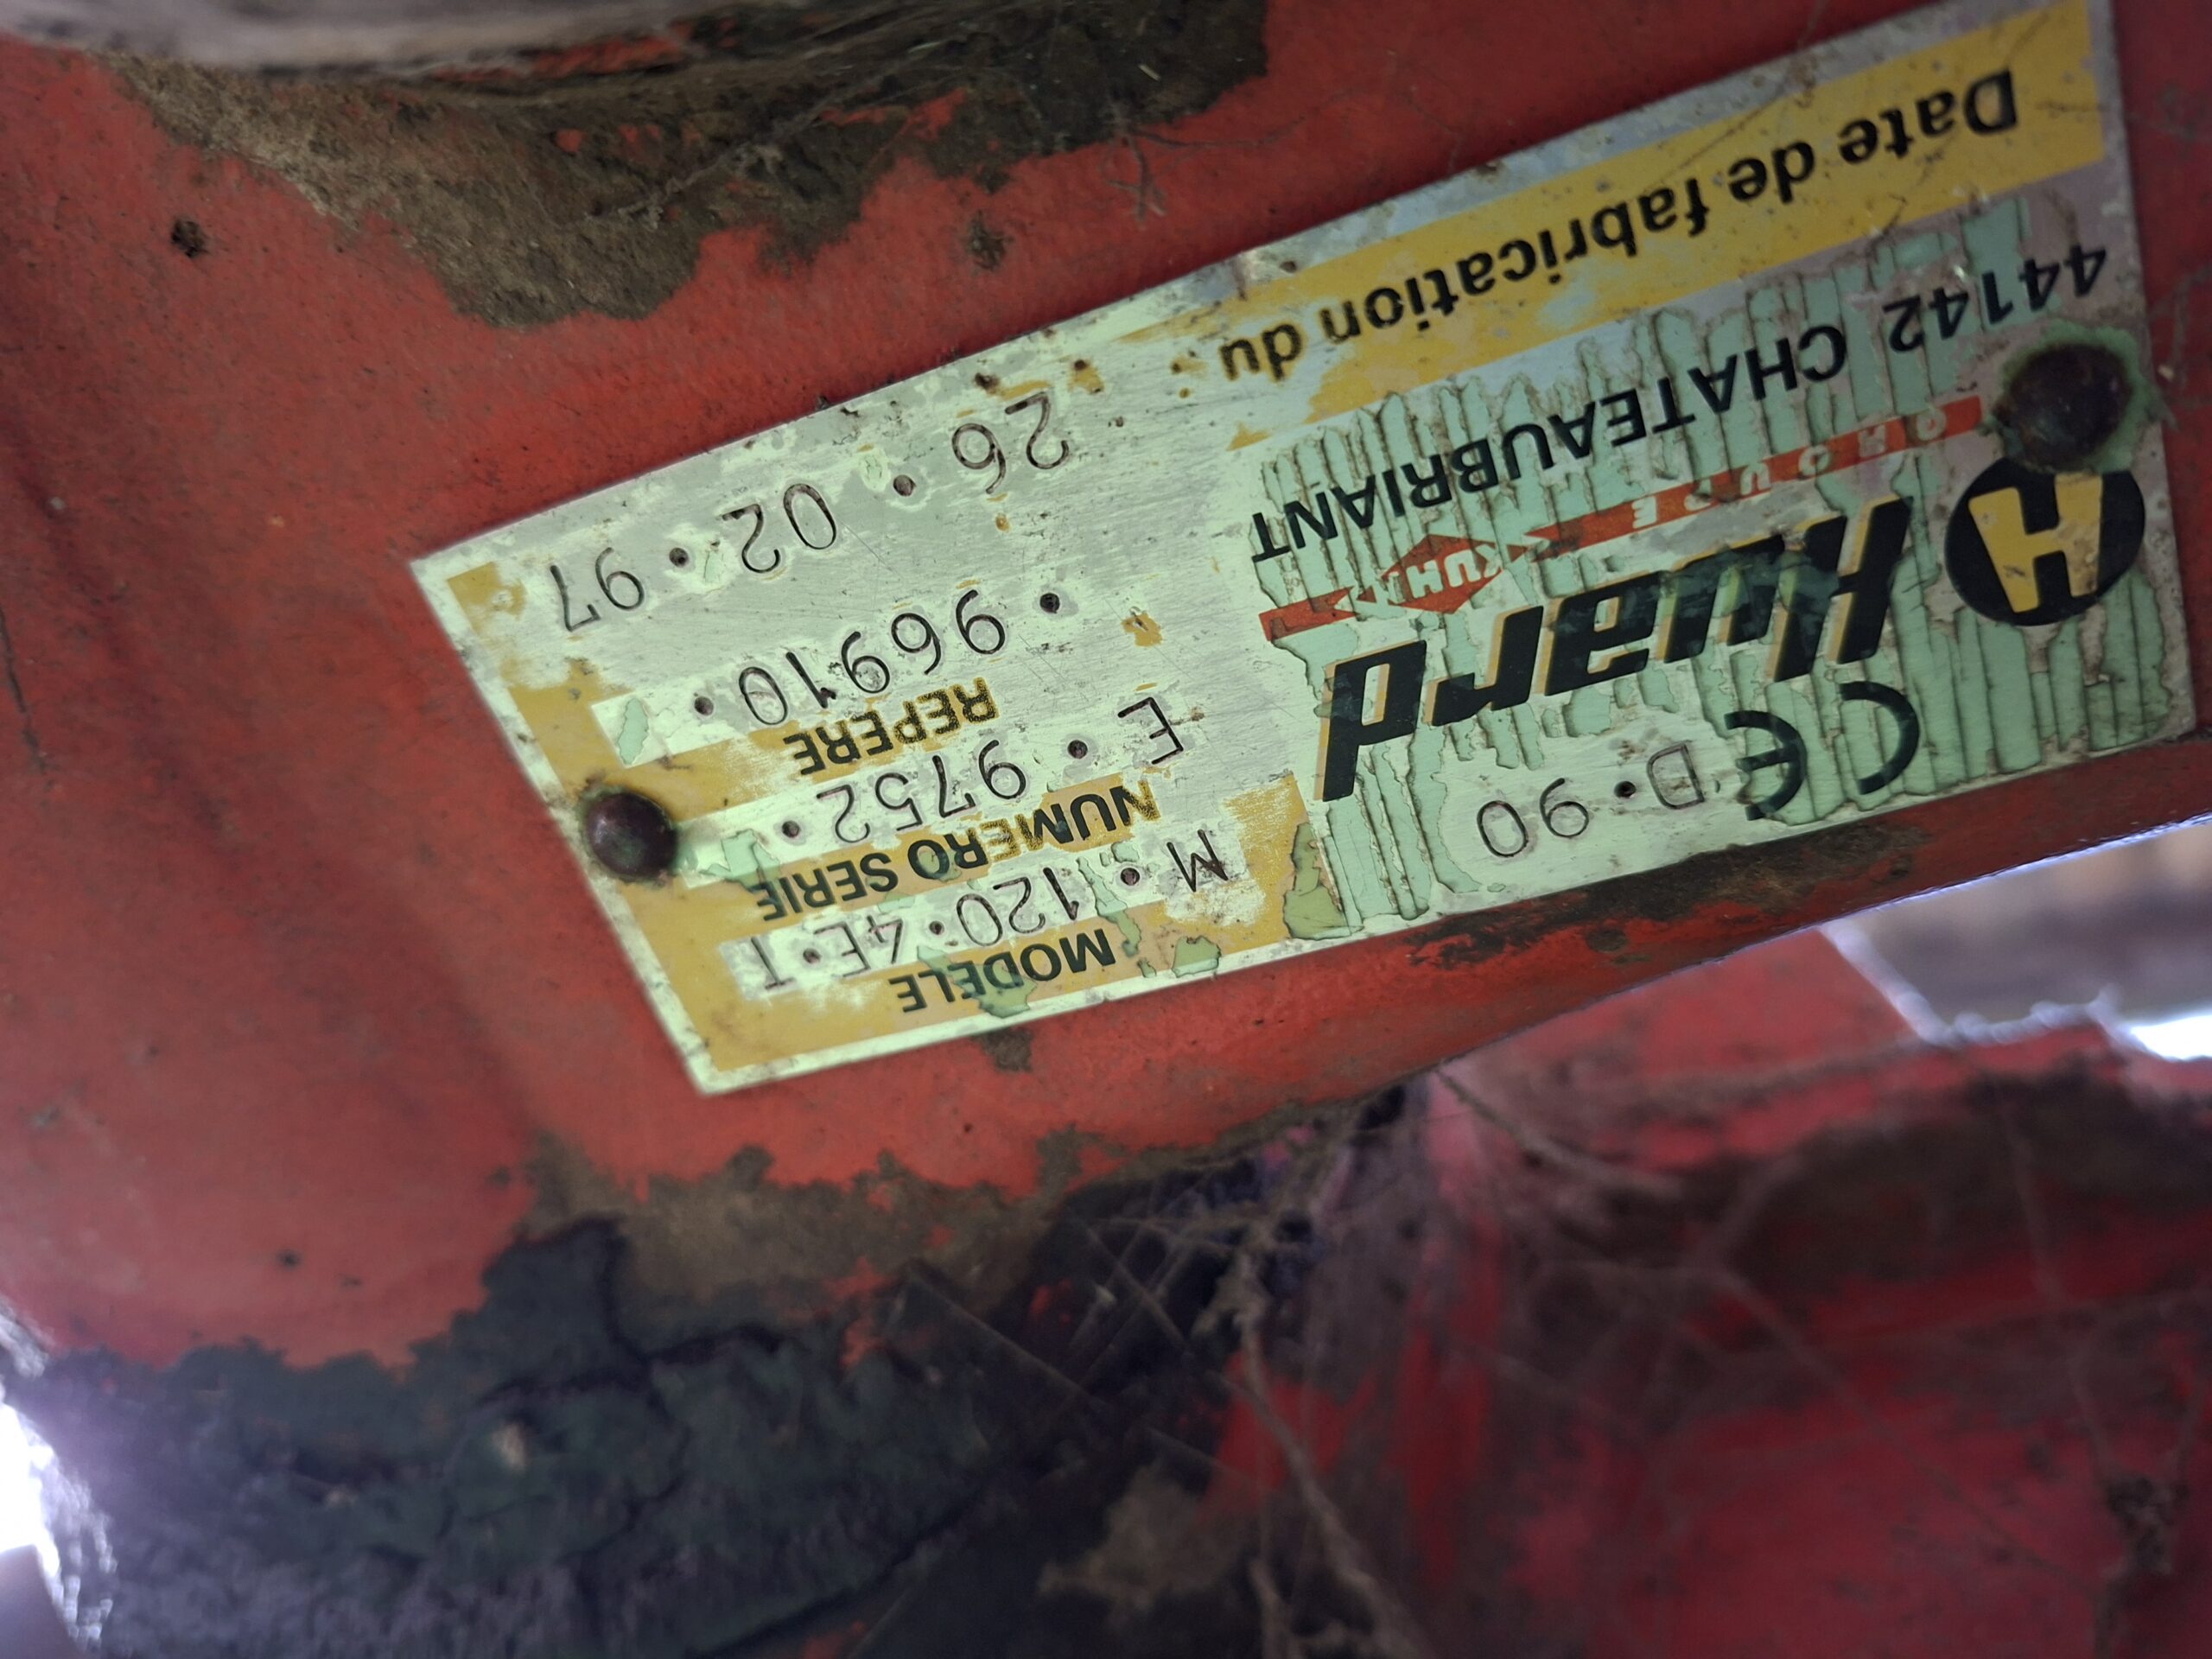 MODELE
M • 120 • 4E • T
NUMERO SERIE
E • 9752 •
REPERE
• 96910 •
26 • 02 • 97
CE D • 90
H Huard
KUHN
GROUPE
44142 CHATEAUBRIANT
Date de fabrication du